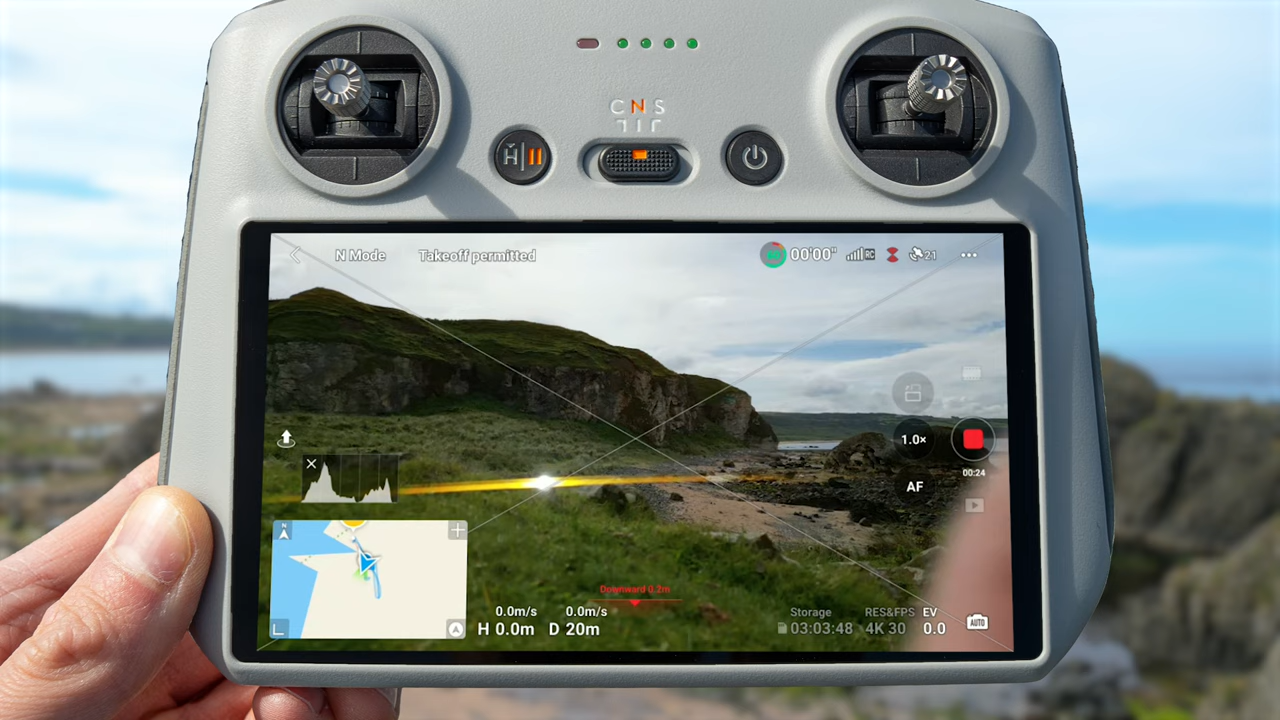 C N S
H
N Mode Takeoff permitted
00'00" RC 21
1.0×
00:24
AF
N
Downward 0.2m
0.0m/s 0.0m/s
H 0.0m D 20m
Storage RES&FPS EV
03:03:48 4K 30 0.0
AUTO